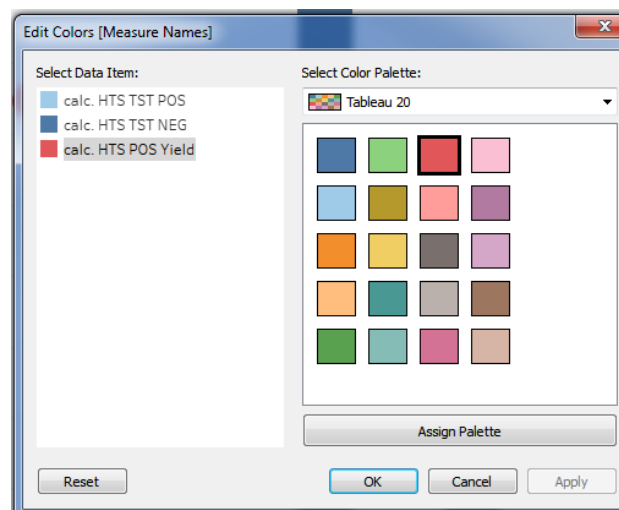 Edit Colors [Measure Names]
Select Data Item:
calc. HTS TST POS
calc. HTS TST NEG
calc. HTS POS Yield
Select Color Palette:
Tableau 20
Assign Palette
Reset
OK
Cancel
Apply